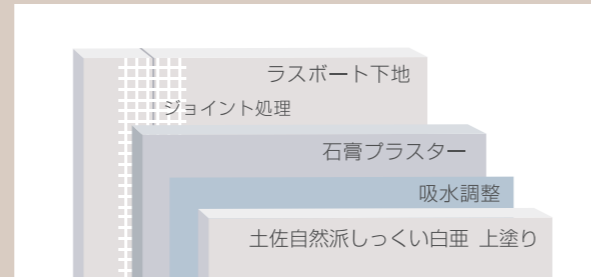 ラスボート下地
ジョイント処理
石膏プラスター
吸水調整
土佐自然派しっくい白亜 上塗り